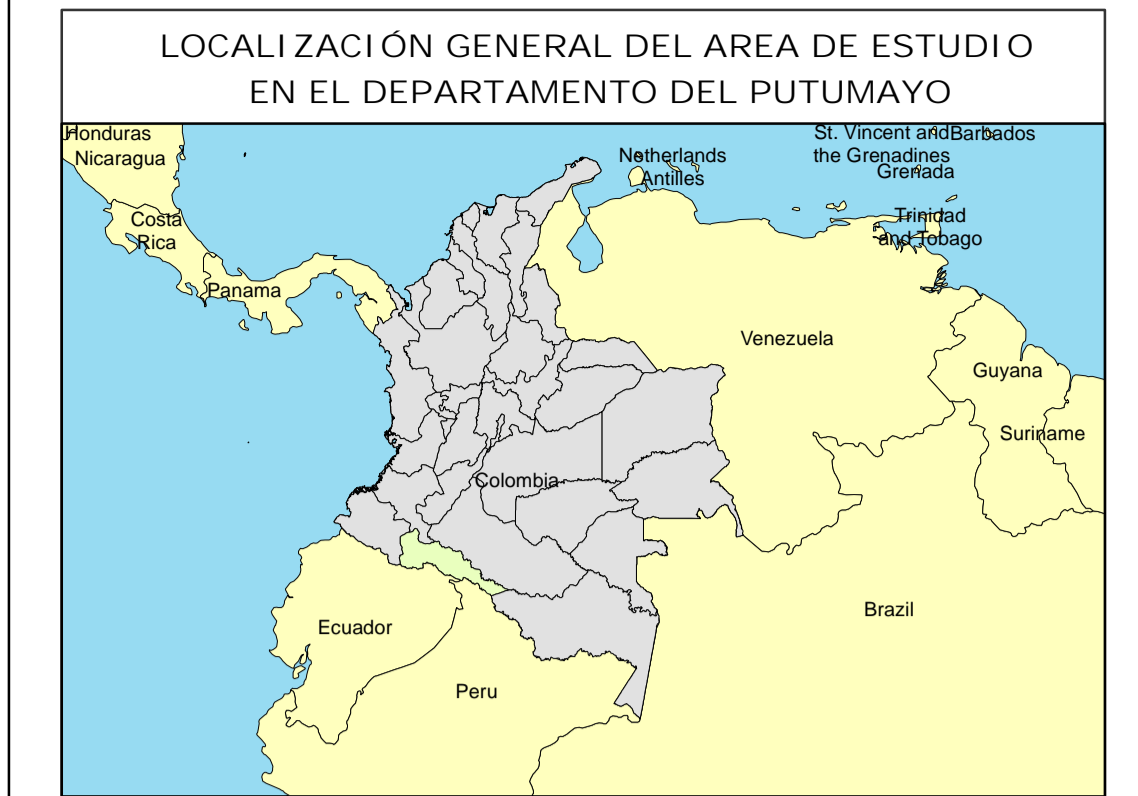 LOCALIZACIÓN GENERAL DEL AREA DE ESTUDIO
EN EL DEPARTAMENTO DEL PUTUMAYO
Honduras
Nicaragua
Costa
Rica
Panama
Netherlands
Antilles
St. Vincent and
the Grenadines
Barbados
Grenada
Trinidad
and Tobago
Venezuela
Guyana
Suriname
Colombia
Brazil
Ecuador
Peru